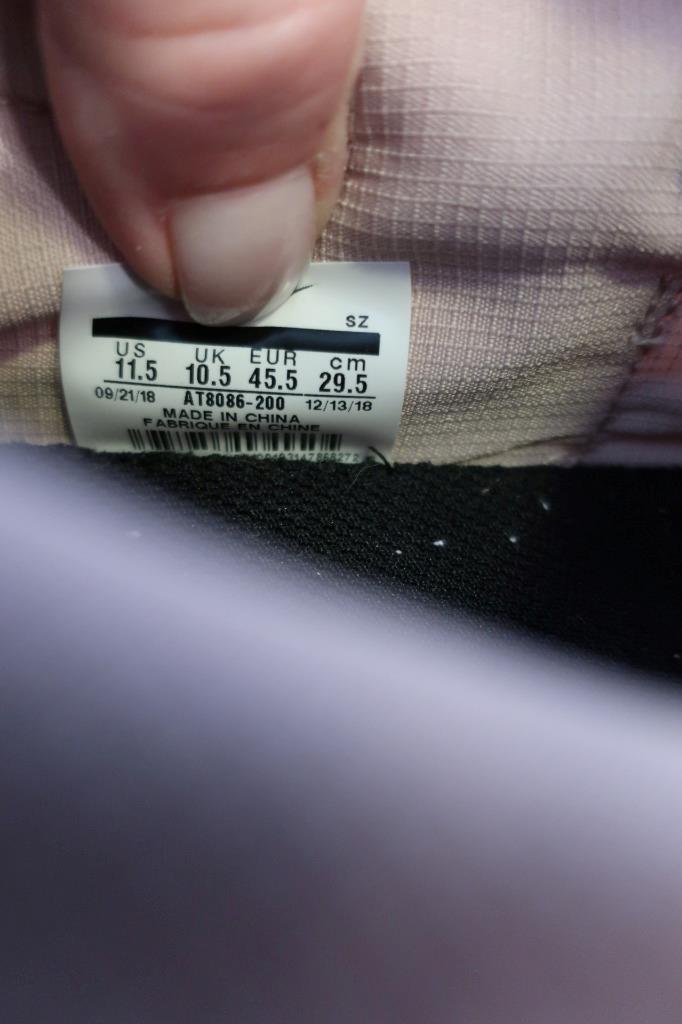 SZ
US UK EUR cm
11.5 10.5 45.5 29.5
09/21/18 AT8086-200 12/13/18
MADE IN CHINA
FABRIQUE EN CHINE